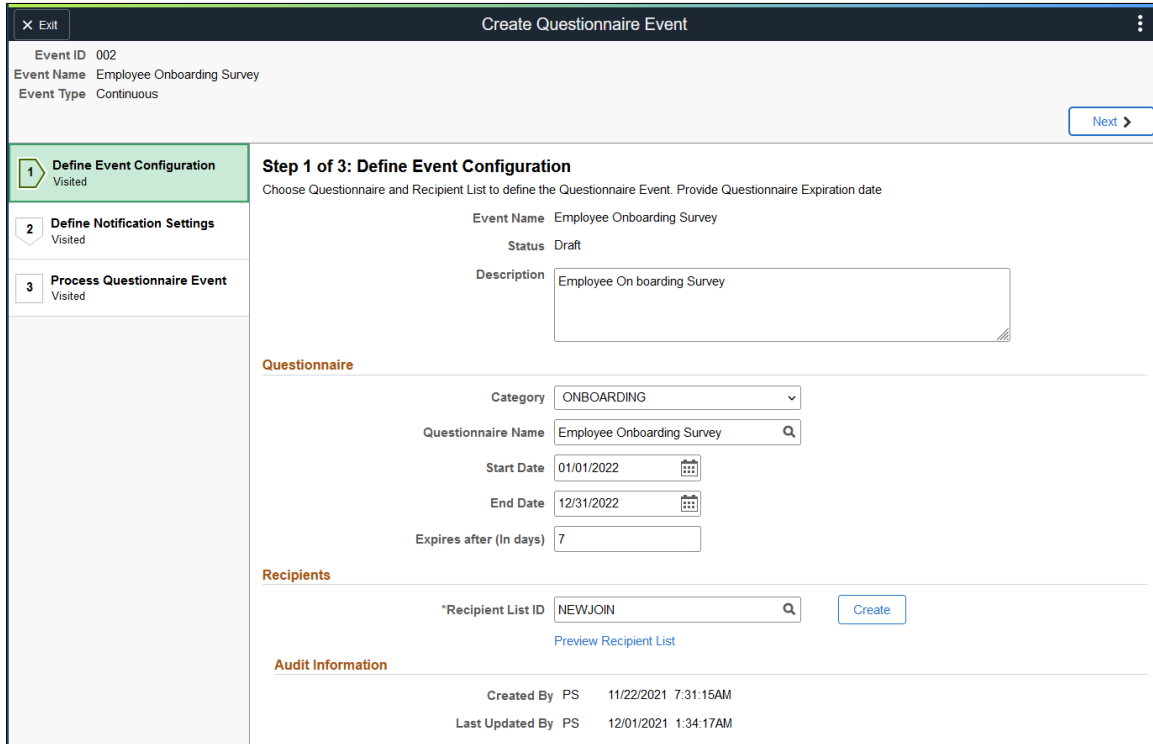 Exit
Create Questionnaire Event
Event ID 002
Event Name Employee Onboarding Survey
Event Type Continuous
Next
1 Define Event Configuration
Visited
2 Define Notification Settings
Visited
3 Process Questionnaire Event
Visited
Step 1 of 3: Define Event Configuration
Choose Questionnaire and Recipient List to define the Questionnaire Event. Provide Questionnaire Expiration date
Event Name Employee Onboarding Survey
Status Draft
Description Employee On boarding Survey
Questionnaire
Category ONBOARDING
Questionnaire Name Employee Onboarding Survey
Start Date 01/01/2022
End Date 12/31/2022
Expires after (In days) 7
Recipients
*Recipient List ID NEWJOIN Create
Preview Recipient List
Audit Information
Created By PS 11/22/2021 7:31:15AM
Last Updated By PS 12/01/2021 1:34:17AM